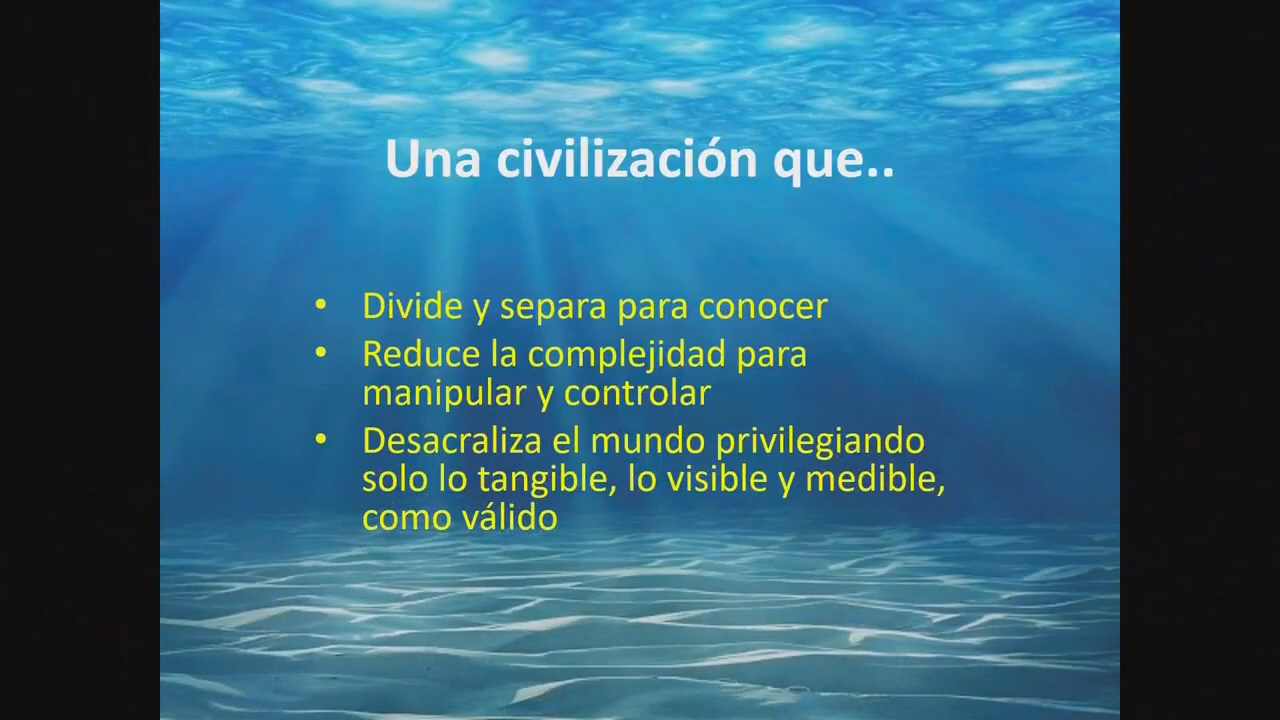 Una civilización que..
• Divide y separa para conocer
• Reduce la complejidad para
manipular y controlar
• Desacraliza el mundo privilegiando
solo lo tangible, lo visible y medible,
como válido